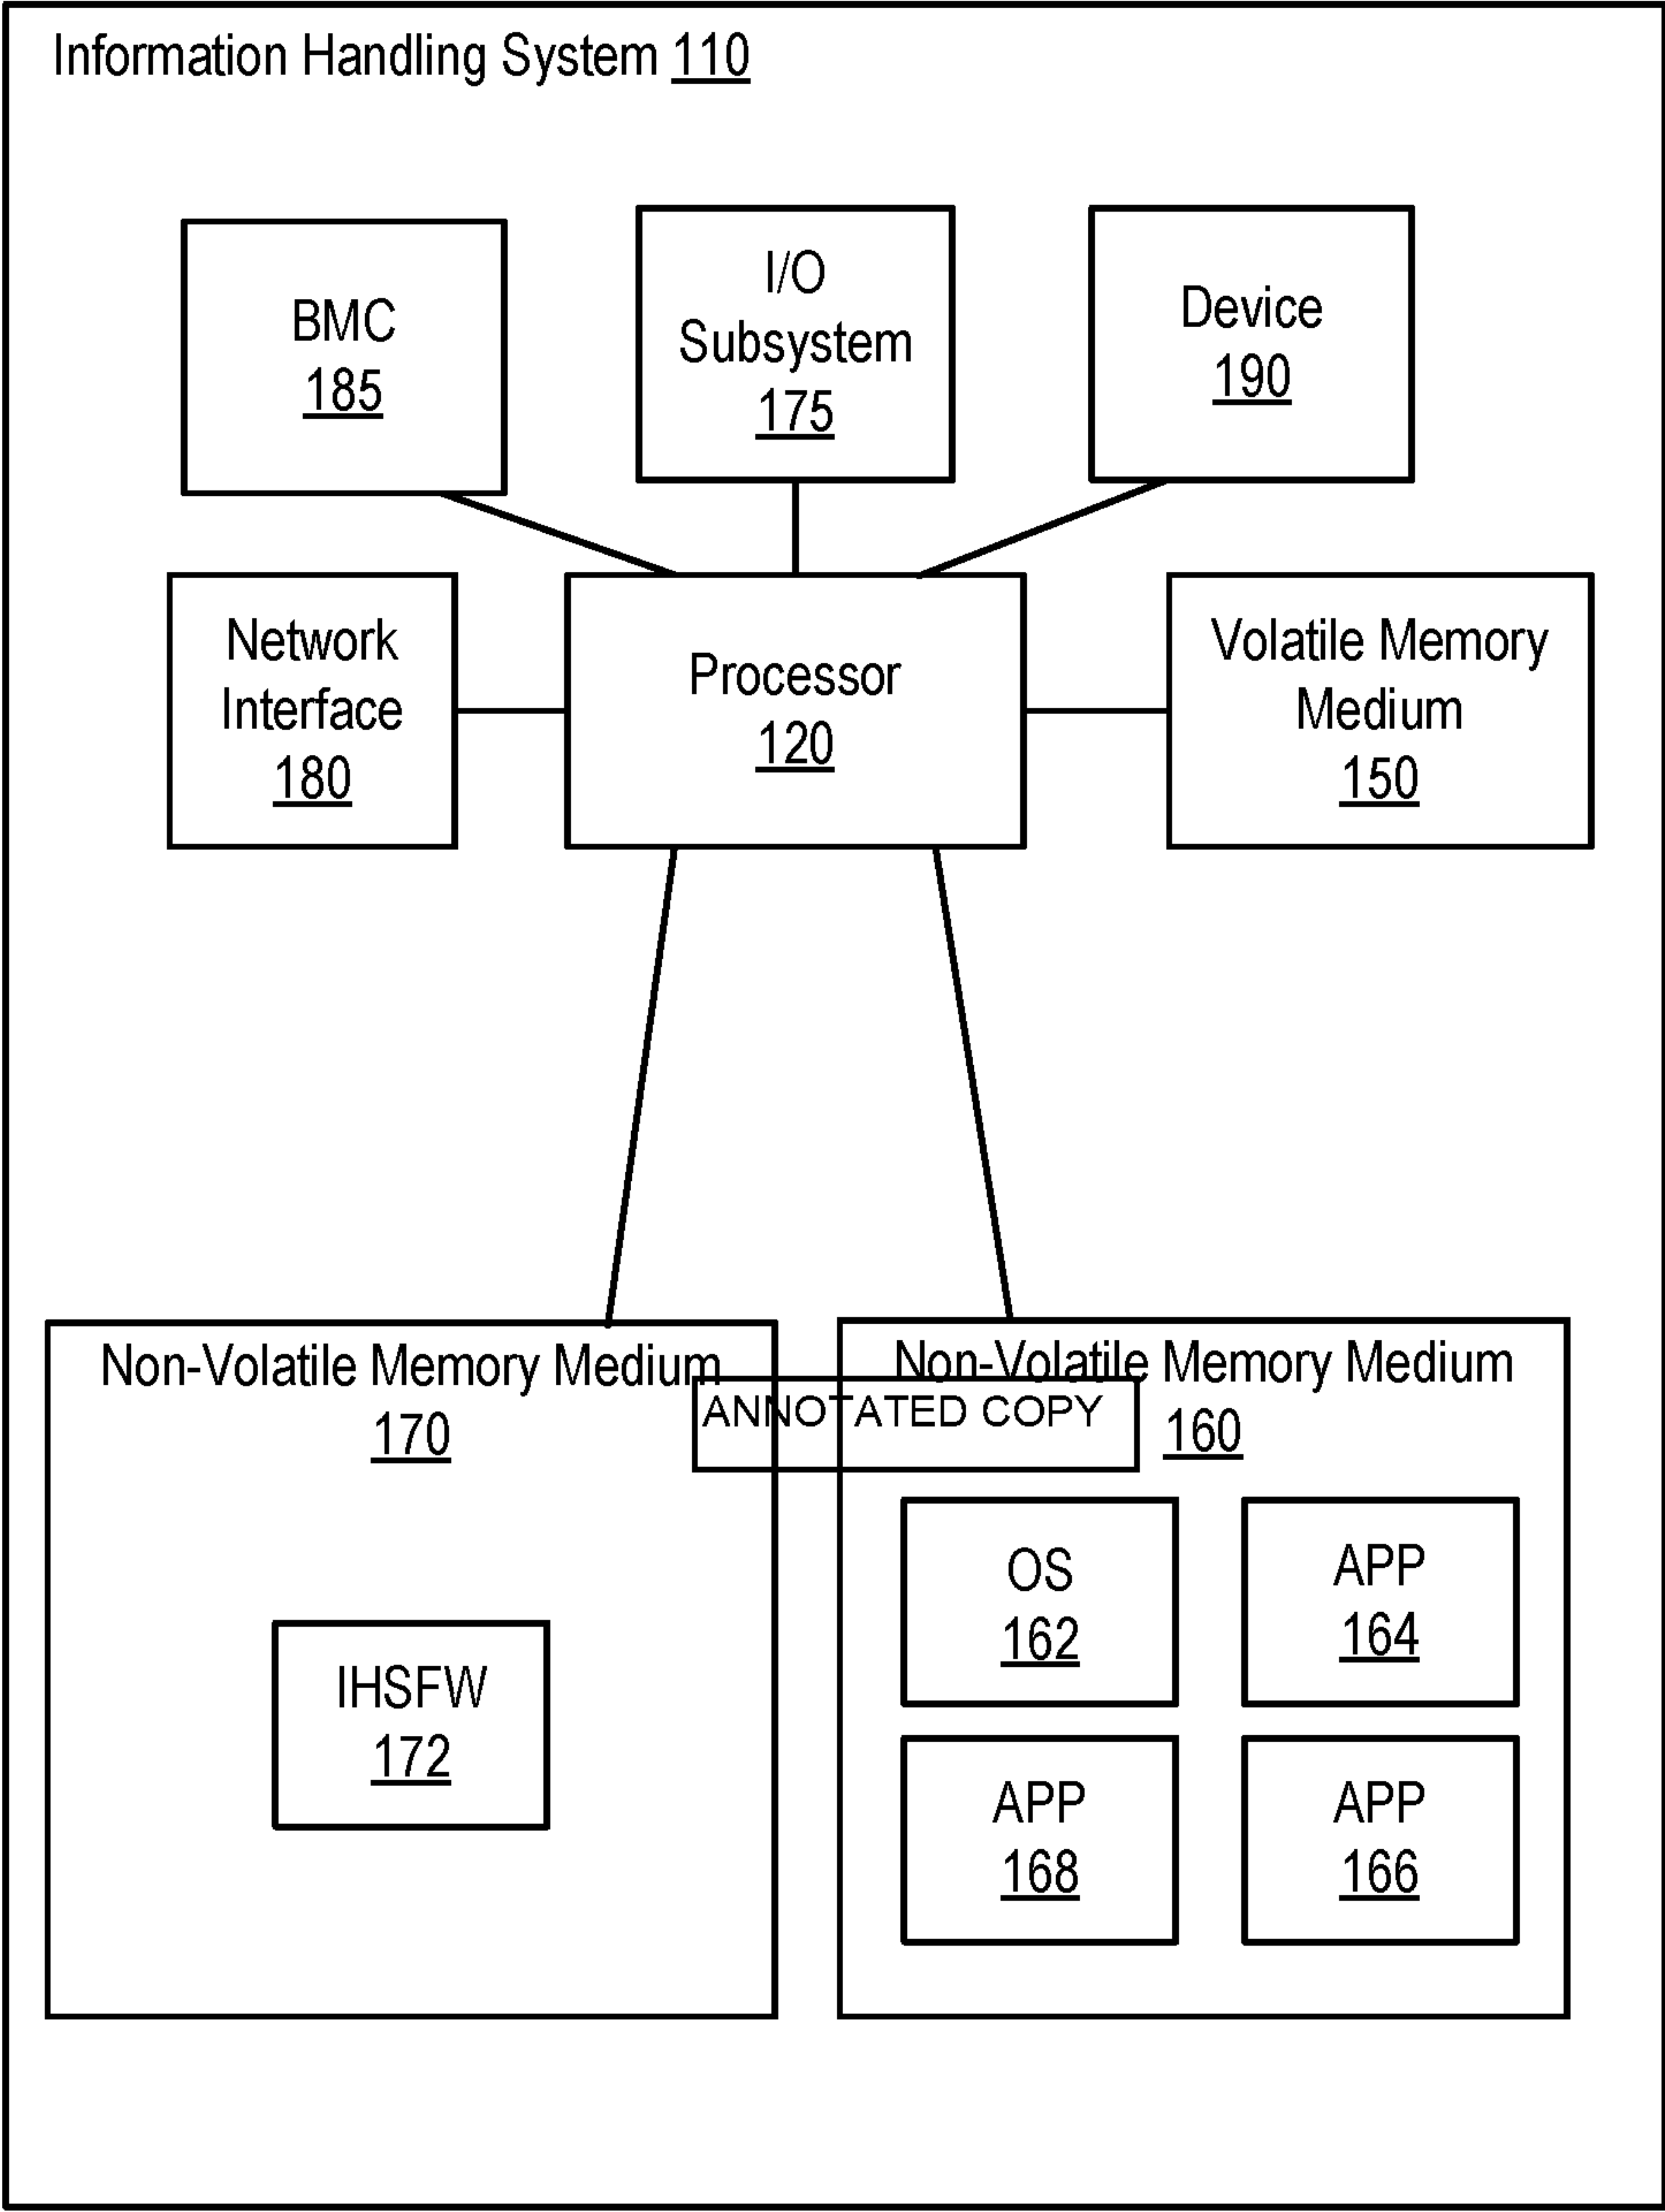 Information Handling System 110
BMC
185
I/O
Subsystem
175
Device
190
Network
Interface
180
Processor
120
Volatile Memory
Medium
150
Non-Volatile Memory Medium
170
IHSFW
172
Non-Volatile Memory Medium
160
ANNOTATED COPY
OS
162
APP
164
APP
168
APP
166